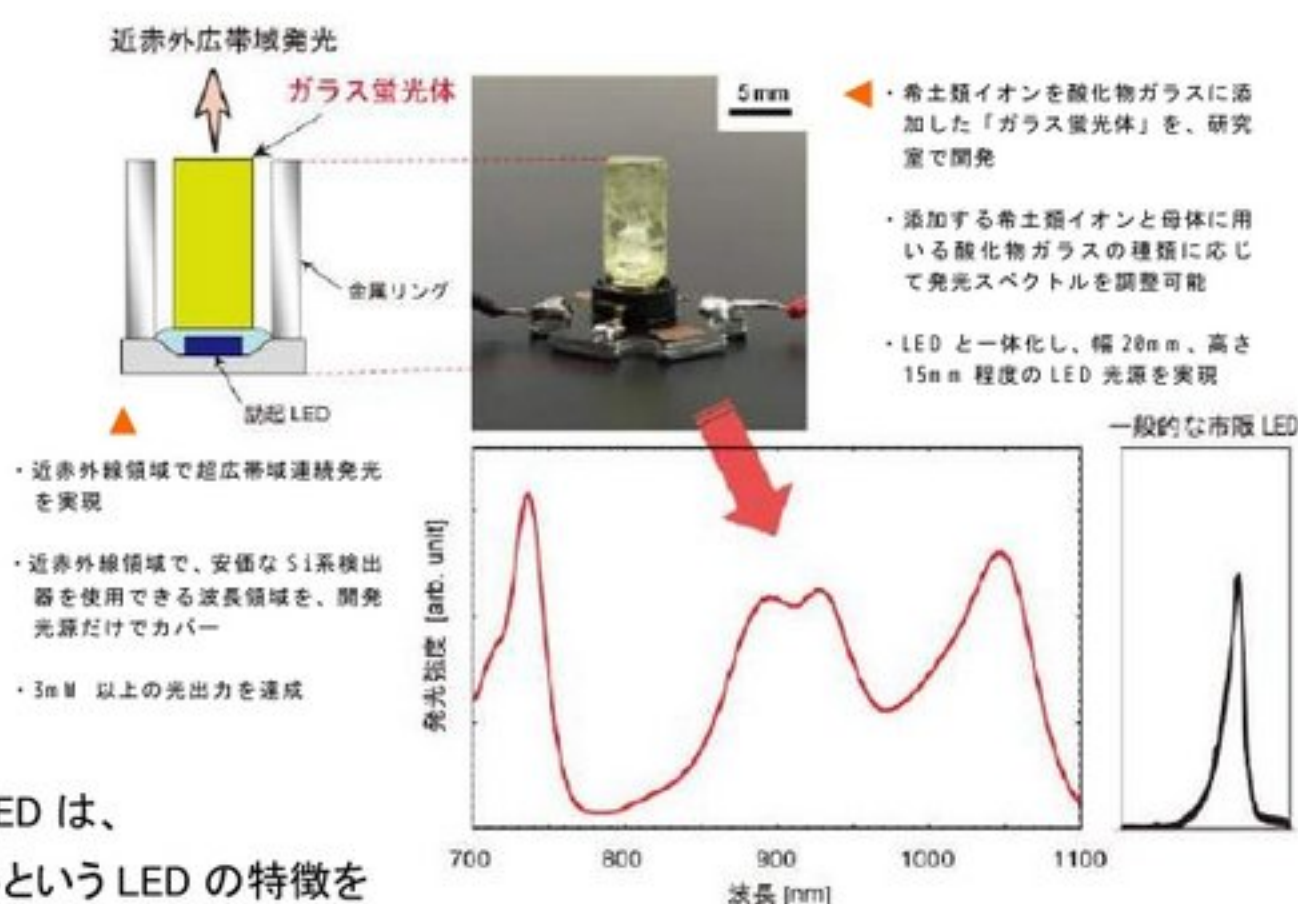 近赤外広帯域発光
ガラス蛍光体
金属リング
励起 LED
5mm
・希土類イオンを酸化物ガラスに添
加した「ガラス蛍光体」を、研究
室で開発
・添加する希土類イオンと母体に用
いる酸化物ガラスの種類に応じ
て発光スペクトルを調整可能
・LED と一体化し、幅 20mm、高さ
15mm 程度の LED 光源を実現
・近赤外線領域で超広帯域連続発光
を実現
・近赤外線領域で、安価な Si系検出
器を使用できる波長領域を、開発
光源だけでカバー
・3mW 以上の光出力を達成
一般的な市販 LED
発光強度 [arb. unit]
700 800 900 1000 1100
波長 [nm]
ED は、
という LED の特徴を